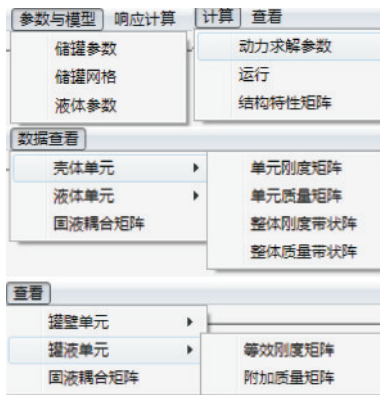 参数与模型 响应计算 计算 查看
储罐参数
储罐网格
液体参数
动力求解参数
运行
结构特性矩阵
数据查看
壳体单元
液体单元
固液耦合矩阵
单元刚度矩阵
单元质量矩阵
整体刚度带状阵
整体质量带状阵
查看
罐壁单元
罐液单元
固液耦合矩阵
等效刚度矩阵
附加质量矩阵